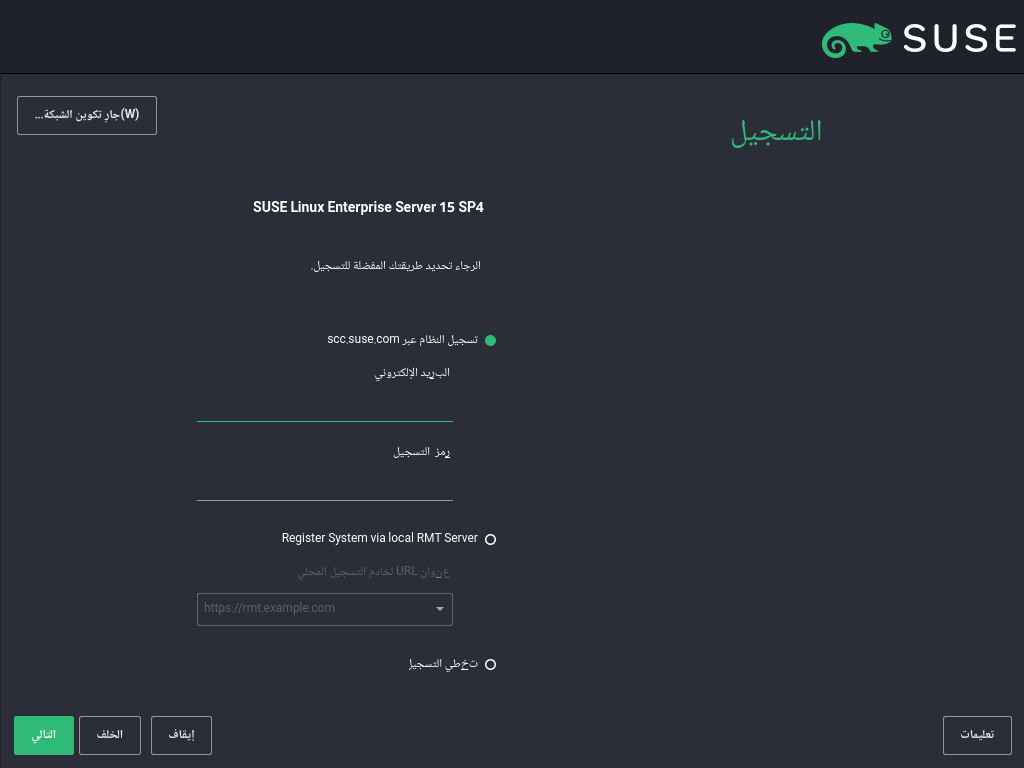 SUSE
جارِ تكوين الشبكة(W)...
التسجيل
SUSE Linux Enterprise Server 15 SP4
الرجاء تحديد طريقتك المفضلة للتسجيل.
تسجيل النظام عبر scc.suse.com
البريد الإلكتروني
رمز التسجيل
Register System via local RMT Server
عنوان URL لخادم التسجيل المحلي
https://rmt.example.com
تخطي التسجيل
تعليمات
إيقاف
الخلف
التالي